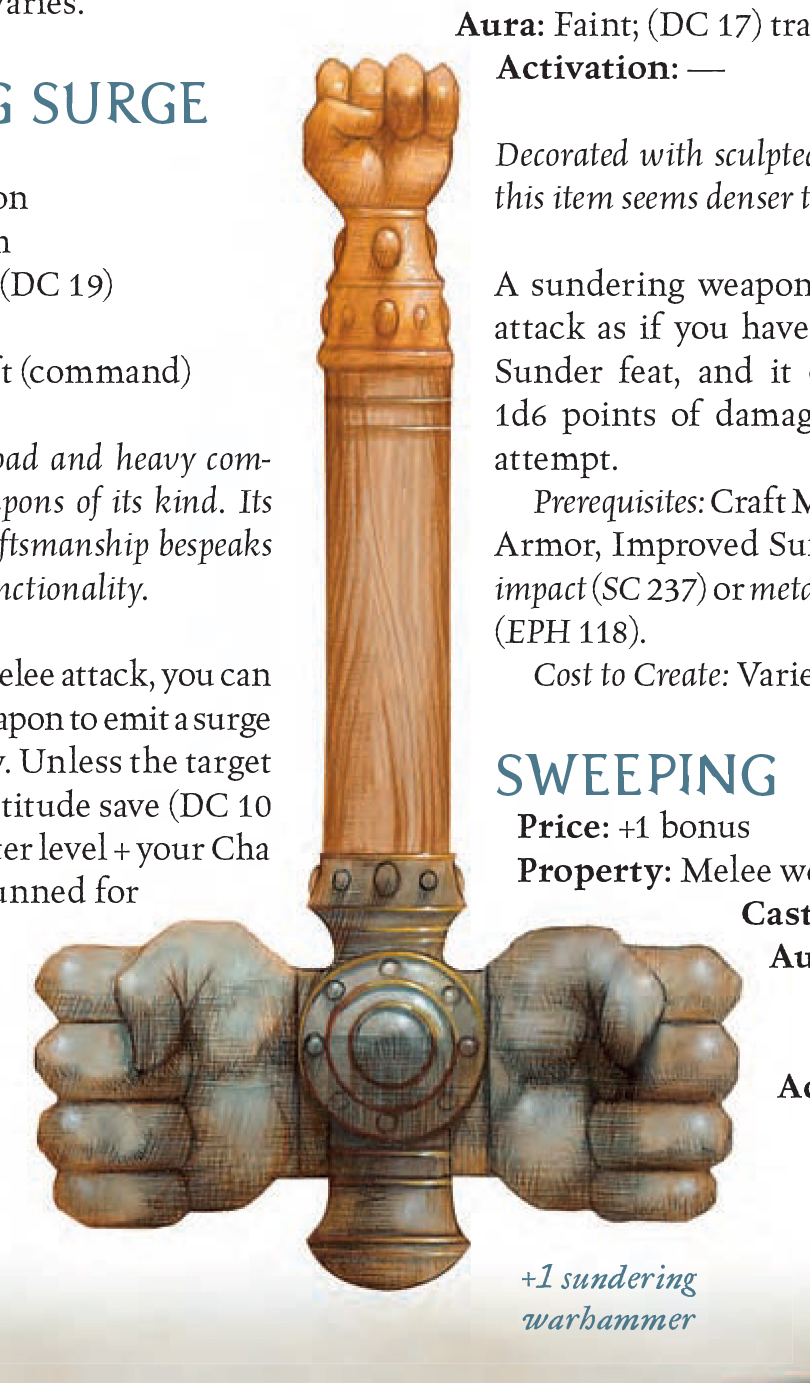 varies.
G SURGE
on
n
(DC 19)
ft (command)
oad and heavy com-
pons of its kind. Its
ftsmanship bespeaks
nctionality.
elee attack, you can
apon to emit a surge
y. Unless the target
titude save (DC 10
ter level + your Cha
unned for
Aura: Faint; (DC 17) tra
Activation: —
Decorated with sculpted
this item seems denser t
A sundering weapon
attack as if you have
Sunder feat, and it
1d6 points of damag
attempt.
Prerequisites: Craft M
Armor, Improved Sun
impact (SC 237) or meta
(EPH 118).
Cost to Create: Varie
SWEEPING
Price: +1 bonus
Property: Melee we
Cast
Au
Ac
+1 sundering
warhammer